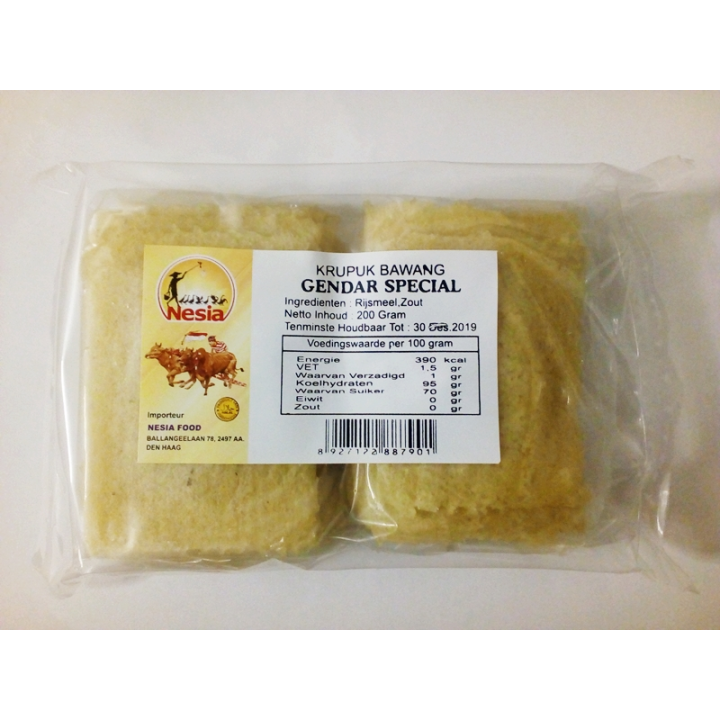 Nesia
Importeur
NESIA FOOD
BALLANGEELAAN 78, 2497 AA.
DEN HAAG
KRUPUK BAWANG
GENDAR SPECIAL
Ingredienten : Rijsmeel,Zout
Netto Inhoud : 200 Gram
Tenminste Houdbaar Tot : 30 Des.2019
Voedingswaarde per 100 gram
Energie 390 kcal
VET 1.5 gr
Waarvan Verzadigd 1 gr
Koelhydraten 95 gr
Waarvan Suiker 70 gr
Eiwit 0 gr
Zout 0 gr
8 927120 887901